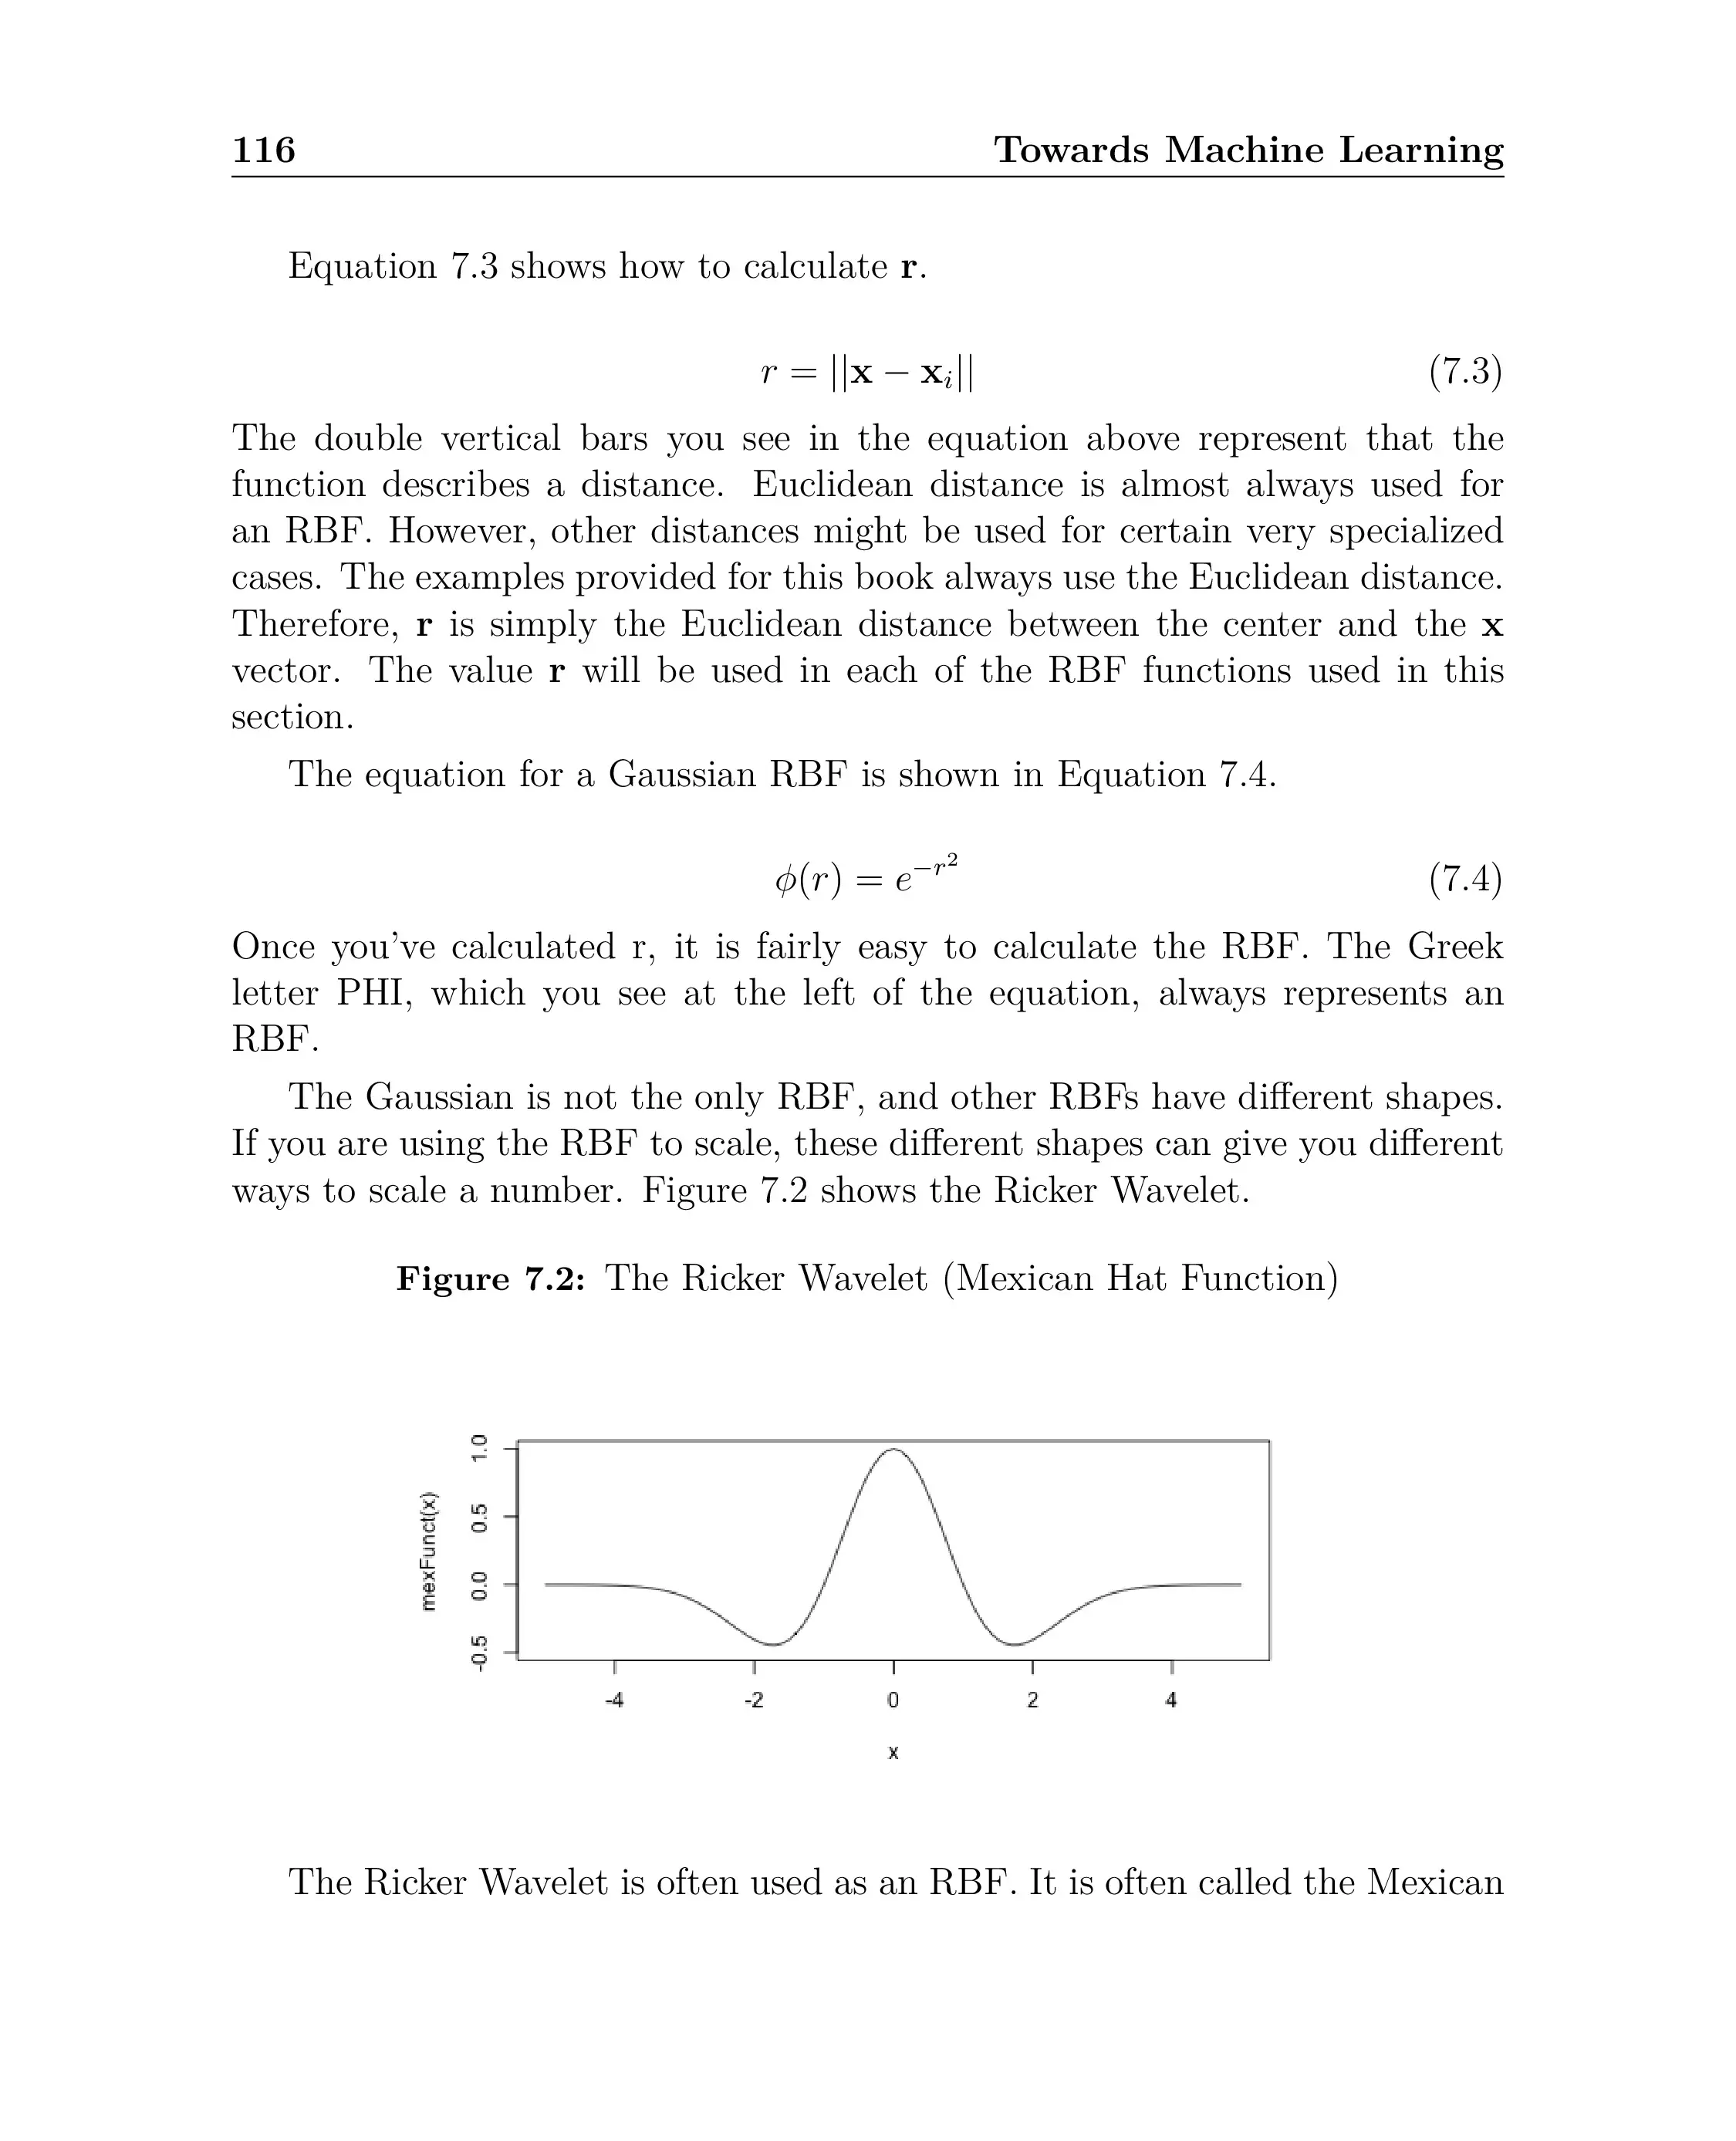 116 Towards Machine Learning
Equation 7.3 shows how to calculate r.
r = ||x − xᵢ|| (7.3)
The double vertical bars you see in the equation above represent that the
function describes a distance. Euclidean distance is almost always used for
an RBF. However, other distances might be used for certain very specialized
cases. The examples provided for this book always use the Euclidean distance.
Therefore, r is simply the Euclidean distance between the center and the x
vector. The value r will be used in each of the RBF functions used in this
section.
The equation for a Gaussian RBF is shown in Equation 7.4.
ϕ(r) = e^{−r²} (7.4)
Once you've calculated r, it is fairly easy to calculate the RBF. The Greek
letter PHI, which you see at the left of the equation, always represents an
RBF.
The Gaussian is not the only RBF, and other RBFs have different shapes.
If you are using the RBF to scale, these different shapes can give you different
ways to scale a number. Figure 7.2 shows the Ricker Wavelet.
Figure 7.2: The Ricker Wavelet (Mexican Hat Function)
mexFunct(x)
1.0
0.5
0.0
-0.5
-4 -2 0 2 4
x
The Ricker Wavelet is often used as an RBF. It is often called the Mexican